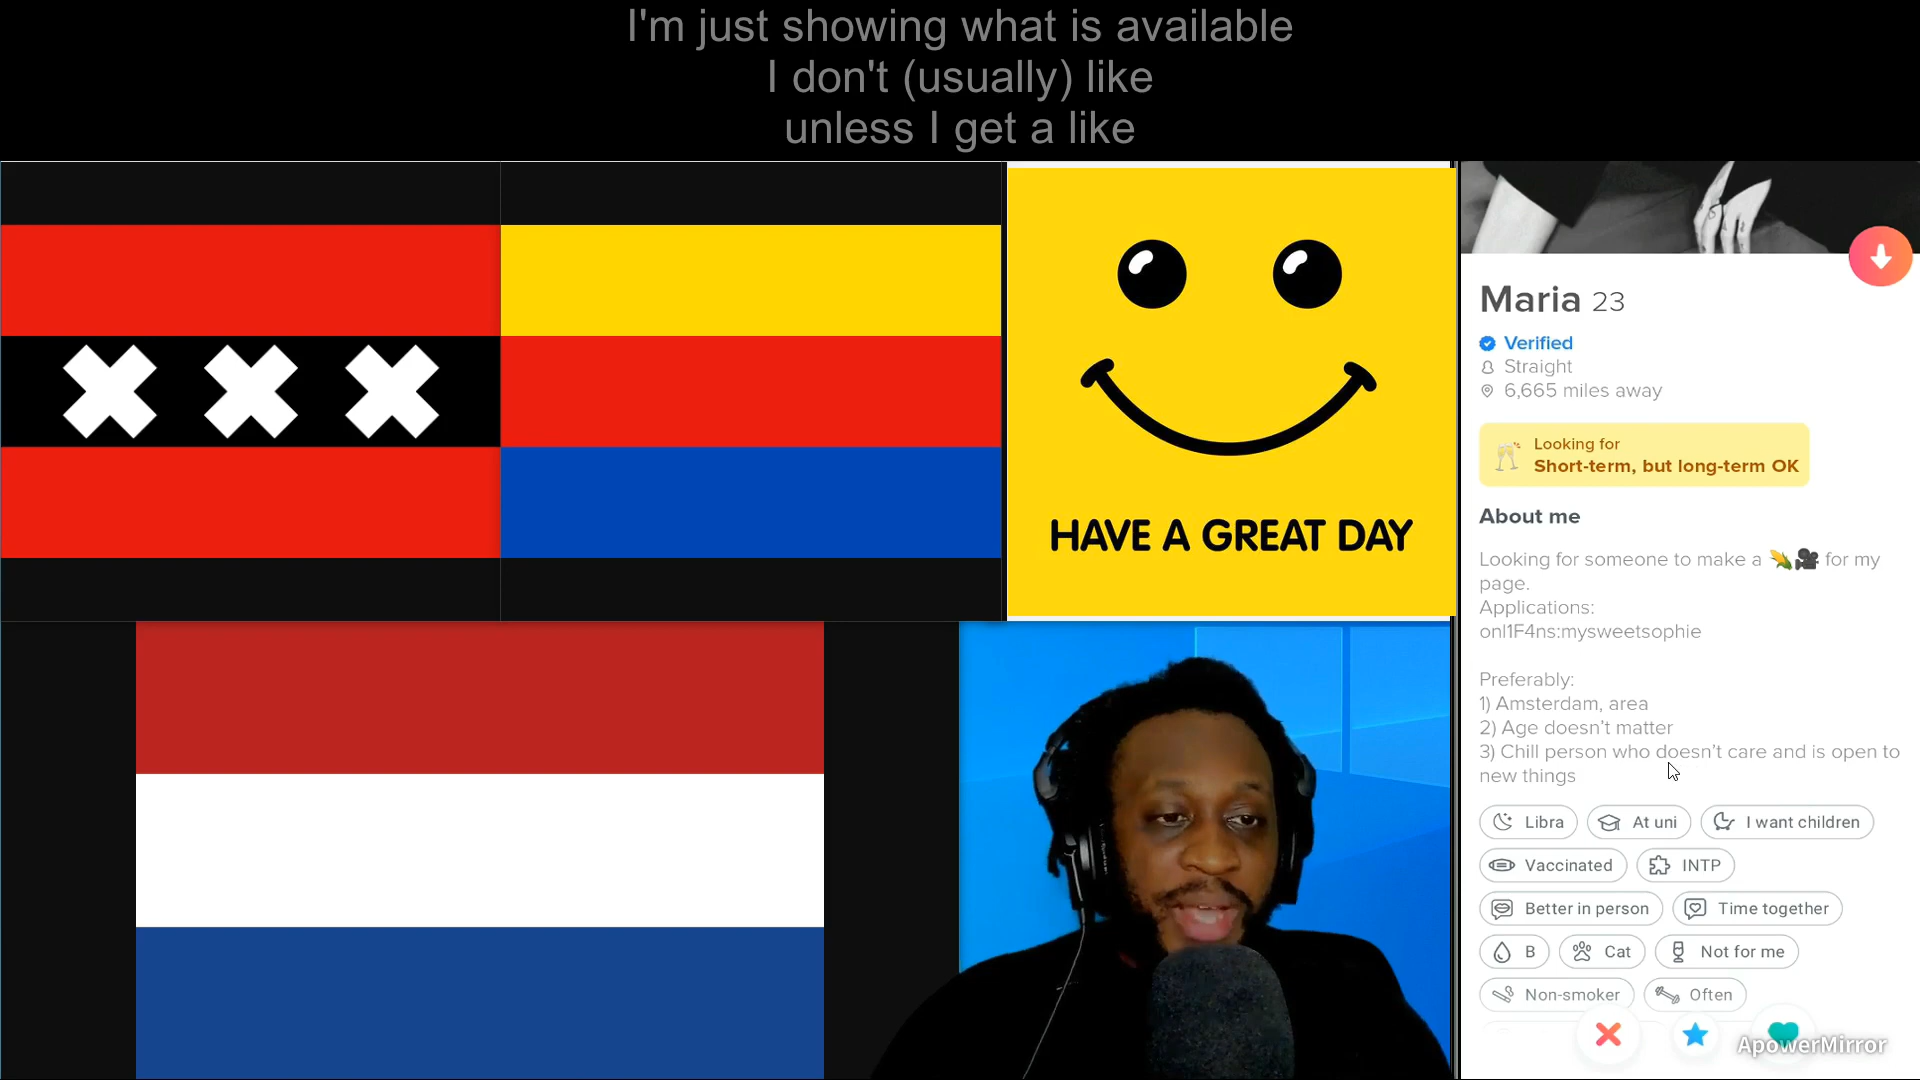 I'm just showing what is available
I don't (usually) like
unless I get a like
HAVE A GREAT DAY
Maria 23
Verified
Straight
6,665 miles away
Looking for
Short-term, but long-term OK
About me
Looking for someone to make a 🌽🎥 for my
page.
Applications:
onl1F4ns:mysweetsophie
Preferably:
1) Amsterdam, area
2) Age doesn't matter
3) Chill person who doesn't care and is open to
new things
Libra
At uni
I want children
Vaccinated
INTP
Better in person
Time together
B
Cat
Not for me
Non-smoker
Often
ApowerMirror